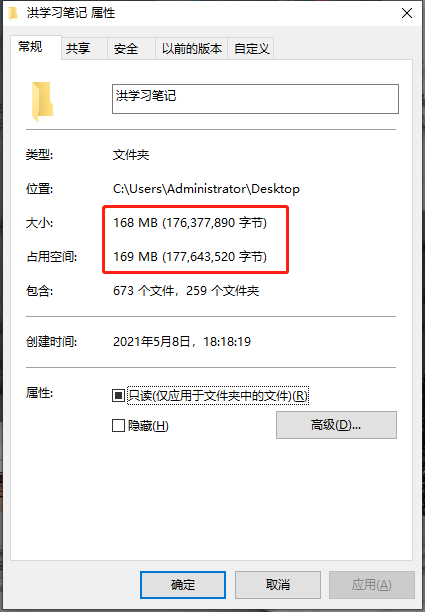 洪学习笔记 属性
常规 共享 安全 以前的版本 自定义
洪学习笔记
类型: 文件夹
位置: C:\Users\Administrator\Desktop
大小: 168 MB (176,377,890 字节)
占用空间: 169 MB (177,643,520 字节)
包含: 673 个文件，259 个文件夹
创建时间: 2021年5月8日，18:18:19
属性: 只读(仅应用于文件夹中的文件)(R)
隐藏(H) 高级(D)...
确定 取消 应用(A)